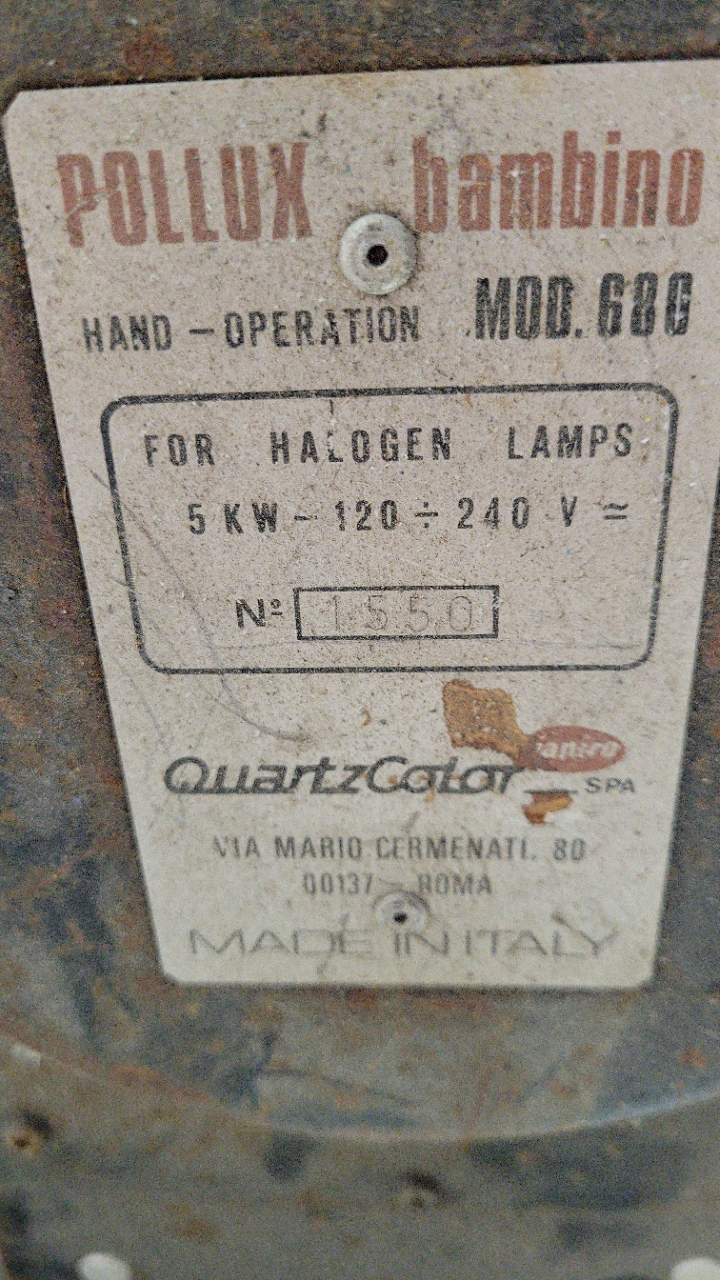 POLLUX bambino
HAND - OPERATION MOD. 680
FOR HALOGEN LAMPS
5 KW - 120 ÷ 240 V ≃
Nº 1550
ianiro
QuartzColor SPA
VIA MARIO CERMENATI. 80
00137 - ROMA
MADE IN ITALY